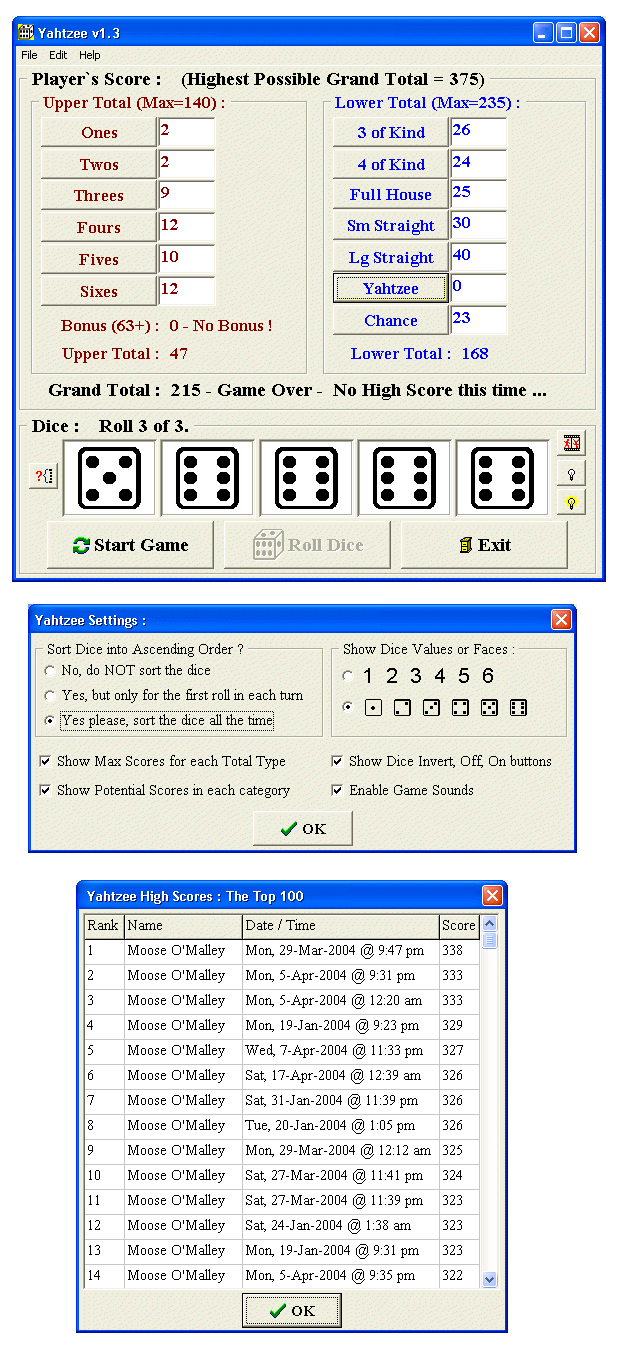 Yahtzee v1.3
File Edit Help
Player`s Score : (Highest Possible Grand Total = 375)
Upper Total (Max=140) : Lower Total (Max=235) :
Ones 2 3 of Kind 26
Twos 2 4 of Kind 24
Threes 9 Full House 25
Fours 12 Sm Straight 30
Fives 10 Lg Straight 40
Sixes 12 Yahtzee 0
Bonus (63+) : 0 - No Bonus ! Chance 23
Upper Total : 47 Lower Total : 168
Grand Total : 215 - Game Over - No High Score this time ...
Dice : Roll 3 of 3.
Start Game Roll Dice Exit
Yahtzee Settings :
Sort Dice into Ascending Order ? Show Dice Values or Faces :
No, do NOT sort the dice 1 2 3 4 5 6
Yes, but only for the first roll in each turn
Yes please, sort the dice all the time
Show Max Scores for each Total Type Show Dice Invert, Off, On buttons
Show Potential Scores in each category Enable Game Sounds
OK
Yahtzee High Scores : The Top 100
Rank Name Date / Time Score
1 Moose O'Malley Mon, 29-Mar-2004 @ 9:47 pm 338
2 Moose O'Malley Mon, 5-Apr-2004 @ 9:31 pm 333
3 Moose O'Malley Mon, 5-Apr-2004 @ 12:20 am 333
4 Moose O'Malley Mon, 19-Jan-2004 @ 9:23 pm 329
5 Moose O'Malley Wed, 7-Apr-2004 @ 11:33 pm 327
6 Moose O'Malley Sat, 17-Apr-2004 @ 12:39 am 326
7 Moose O'Malley Sat, 31-Jan-2004 @ 11:39 pm 326
8 Moose O'Malley Tue, 20-Jan-2004 @ 1:05 pm 326
9 Moose O'Malley Mon, 29-Mar-2004 @ 12:12 am 325
10 Moose O'Malley Sat, 27-Mar-2004 @ 11:41 pm 324
11 Moose O'Malley Sat, 27-Mar-2004 @ 11:39 pm 323
12 Moose O'Malley Sat, 24-Jan-2004 @ 1:38 am 323
13 Moose O'Malley Mon, 19-Jan-2004 @ 9:31 pm 323
14 Moose O'Malley Mon, 5-Apr-2004 @ 9:35 pm 322
OK